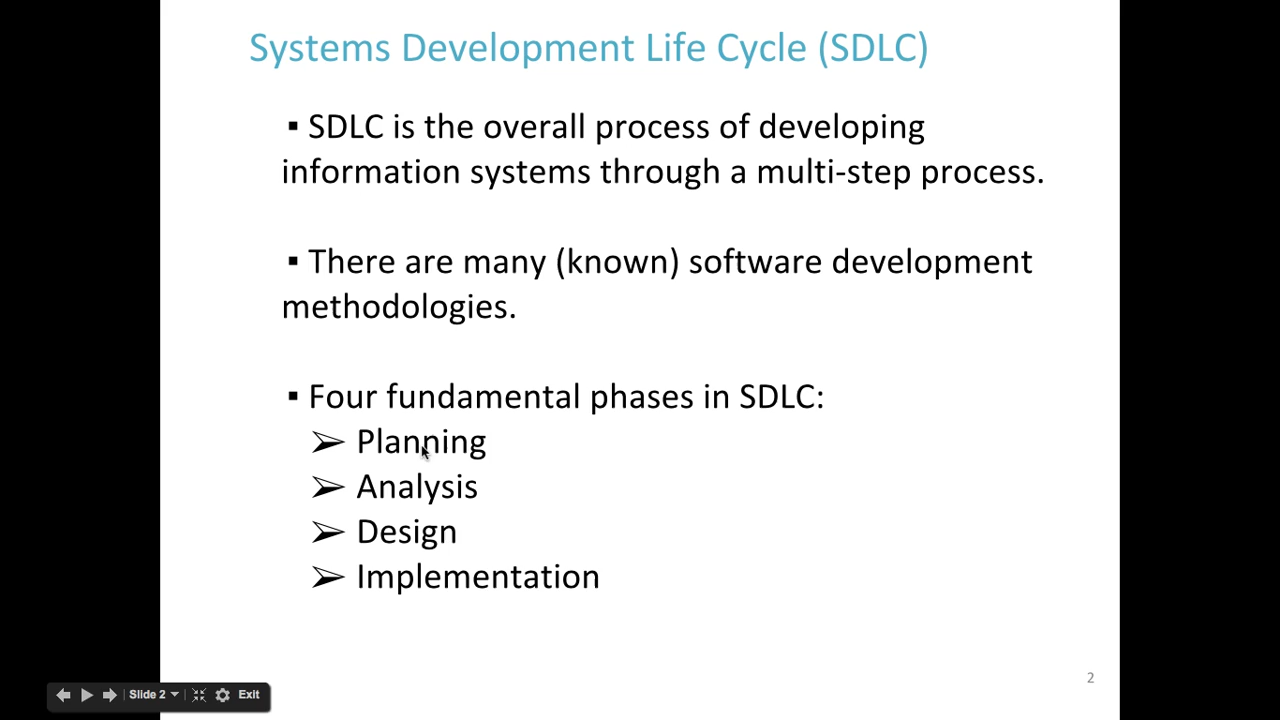 Systems Development Life Cycle (SDLC)
▪ SDLC is the overall process of developing
information systems through a multi-step process.
▪ There are many (known) software development
methodologies.
▪ Four fundamental phases in SDLC:
➢ Planning
➢ Analysis
➢ Design
➢ Implementation
2
Slide 2 Exit